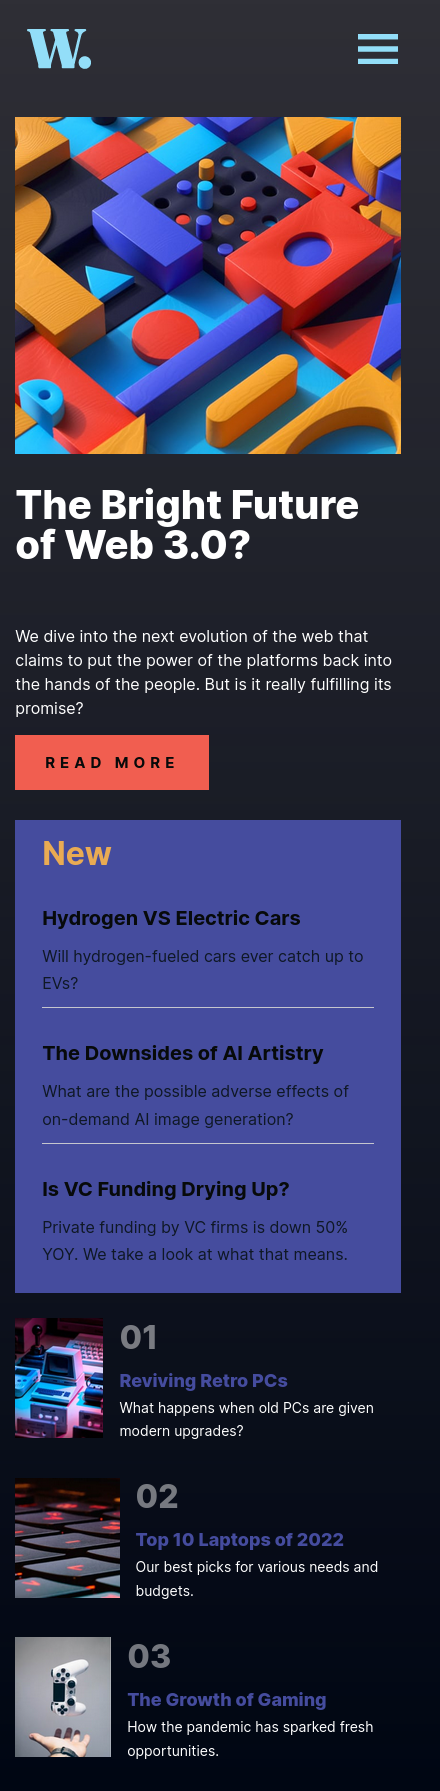 W.
The Bright Future
of Web 3.0?
We dive into the next evolution of the web that
claims to put the power of the platforms back into
the hands of the people. But is it really fulfilling its
promise?
READ MORE
New
Hydrogen VS Electric Cars
Will hydrogen-fueled cars ever catch up to
EVs?
The Downsides of AI Artistry
What are the possible adverse effects of
on-demand AI image generation?
Is VC Funding Drying Up?
Private funding by VC firms is down 50%
YOY. We take a look at what that means.
01
Reviving Retro PCs
What happens when old PCs are given
modern upgrades?
02
Top 10 Laptops of 2022
Our best picks for various needs and
budgets.
03
The Growth of Gaming
How the pandemic has sparked fresh
opportunities.